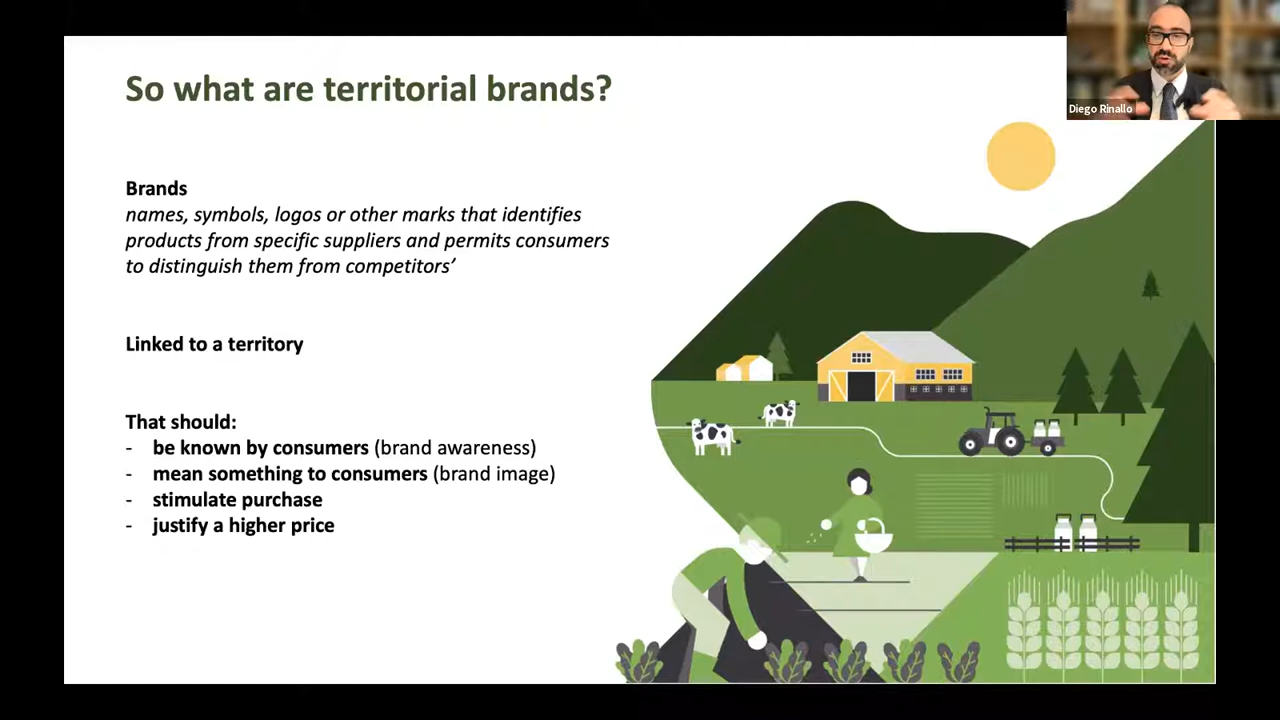 So what are territorial brands?
Diego Rinallo
Brands
names, symbols, logos or other marks that identifies
products from specific suppliers and permits consumers
to distinguish them from competitors’
Linked to a territory
That should:
- be known by consumers (brand awareness)
- mean something to consumers (brand image)
- stimulate purchase
- justify a higher price